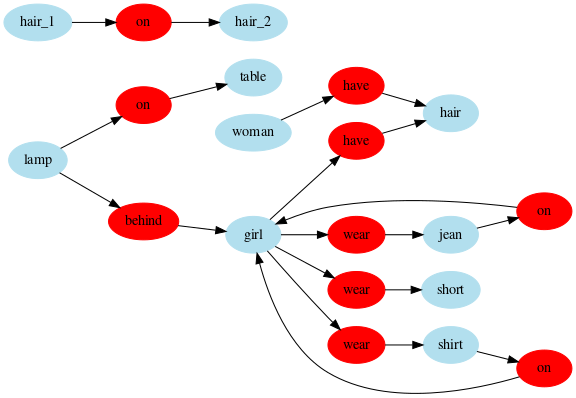 hair_1
on
hair_2
table
on
have
woman
hair
have
lamp
behind
girl
wear
jean
on
wear
short
wear
shirt
on